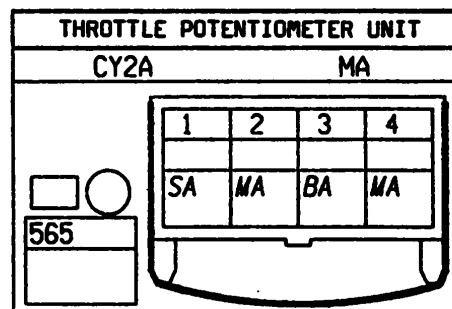 THROTTLE POTENTIOMETER UNIT
CY2A MA
1 2 3 4
SA MA BA MA
565